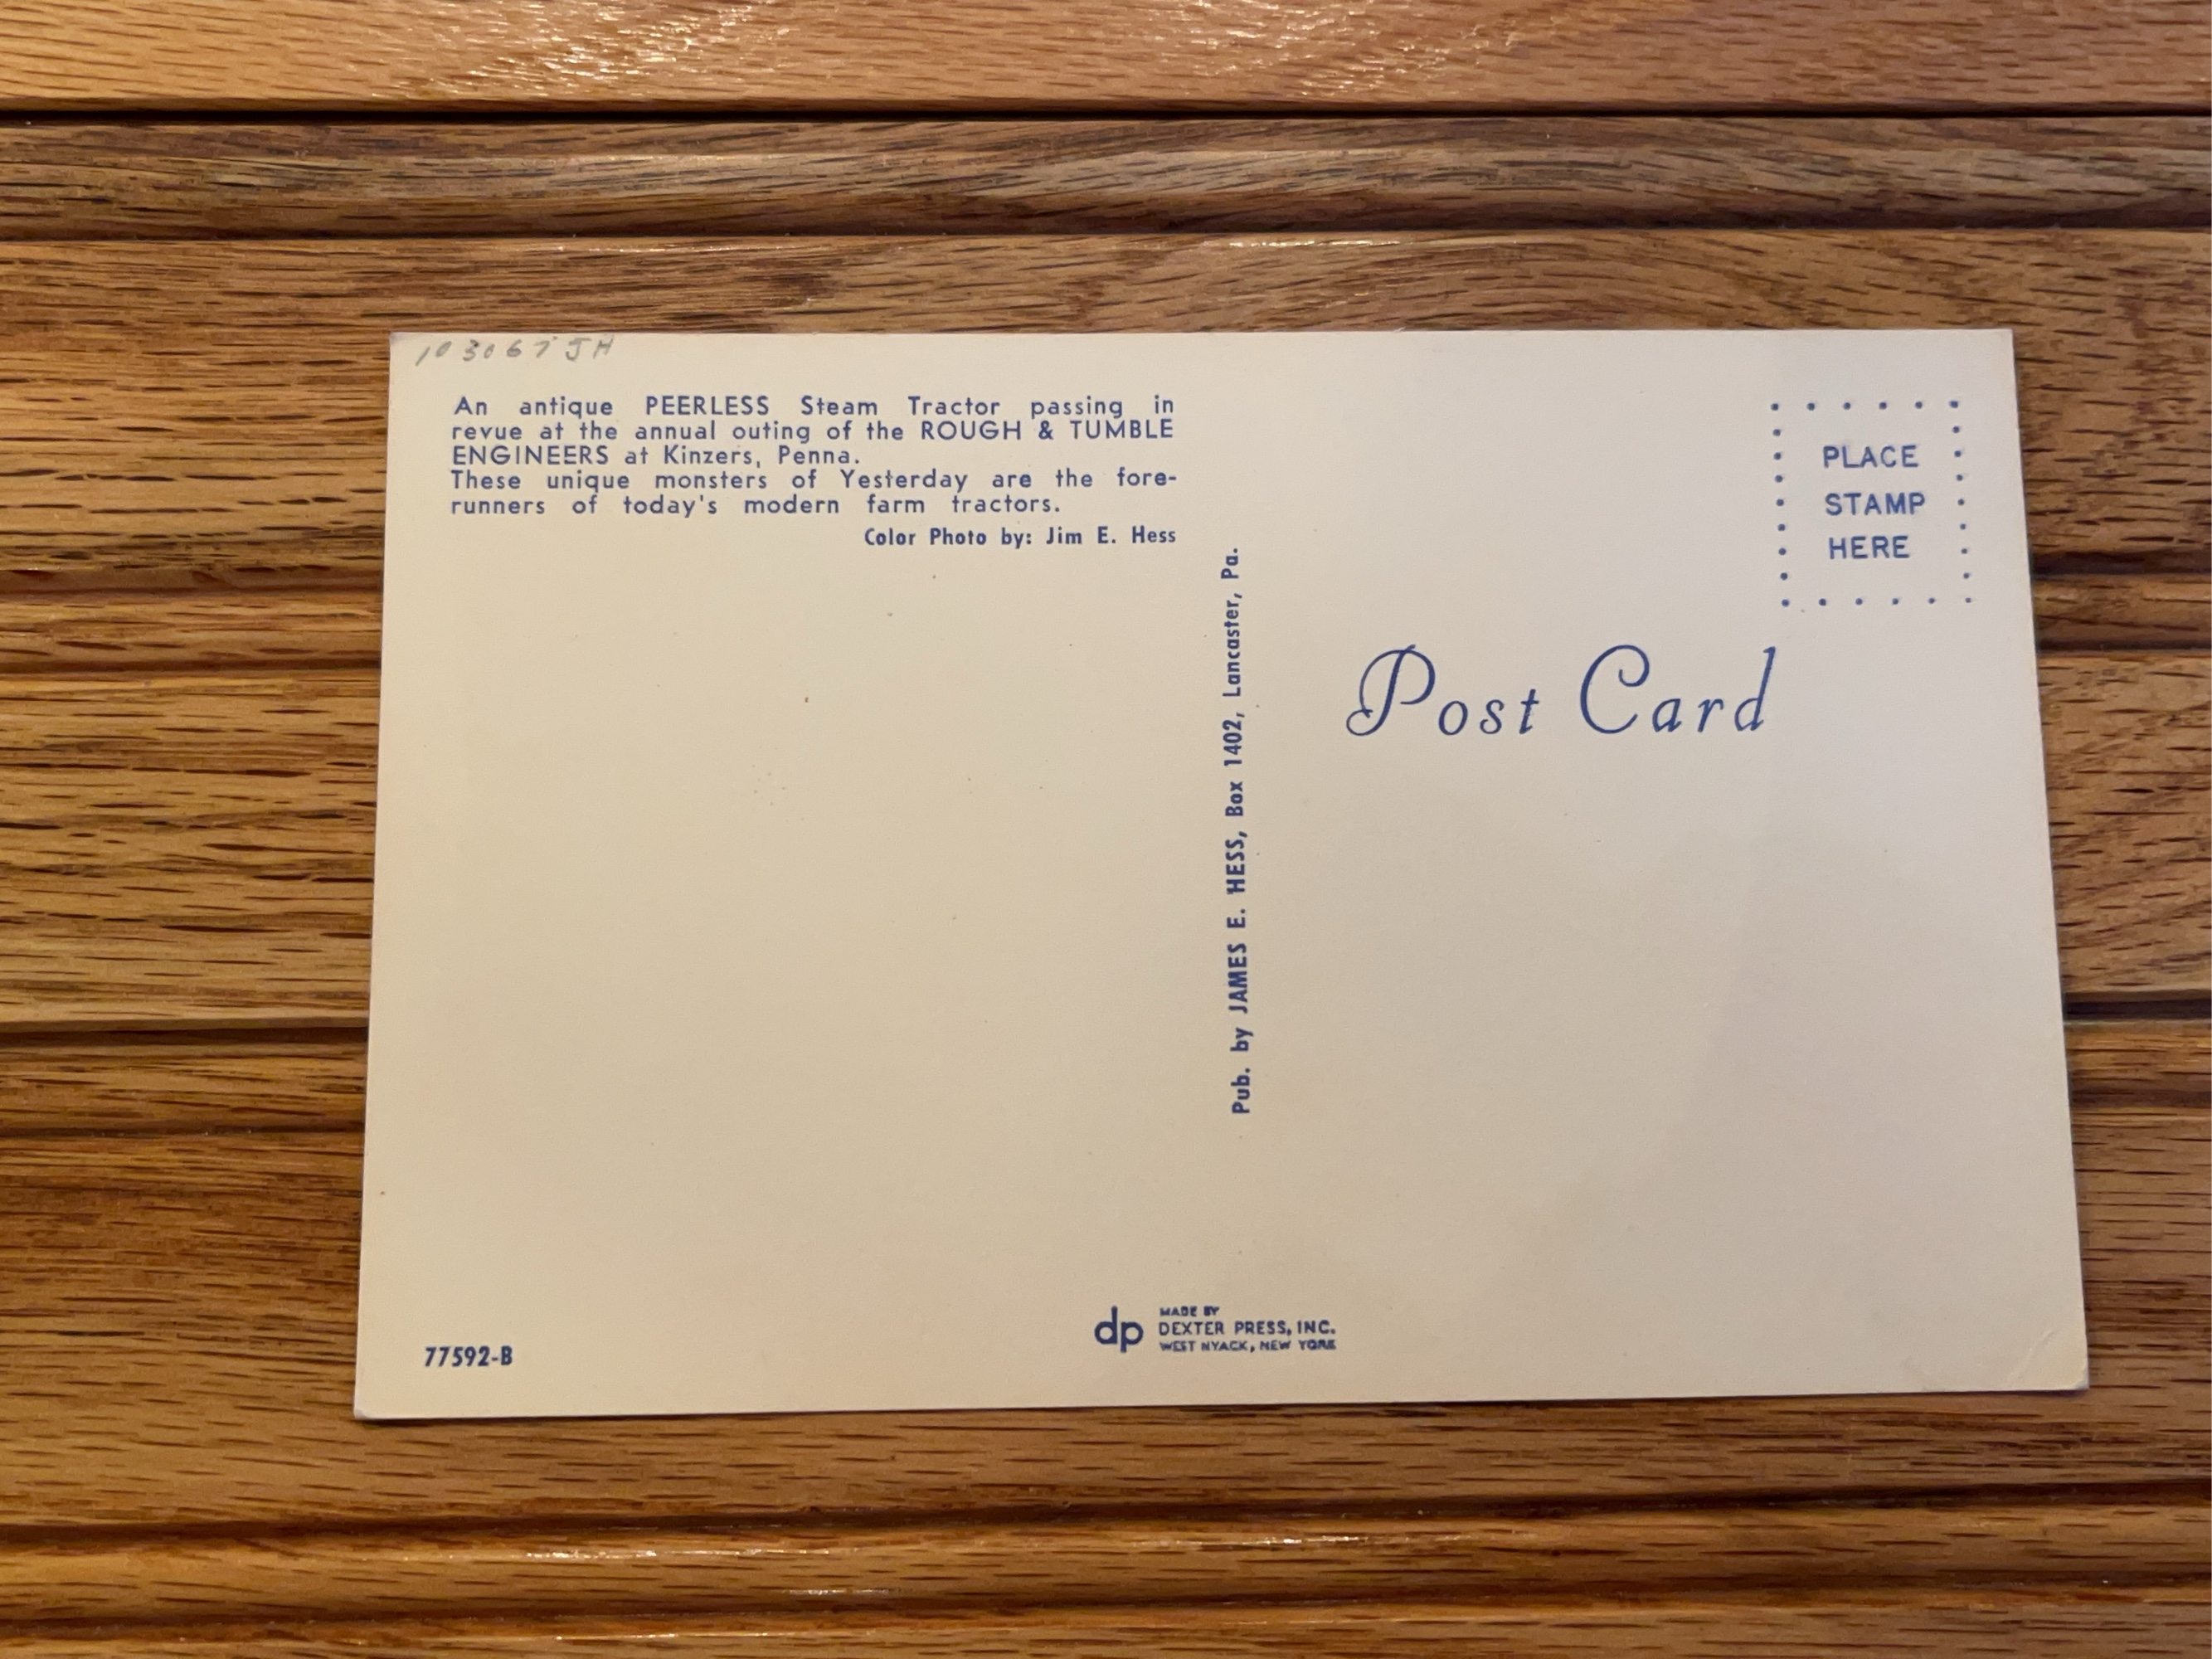 103067 JH
An antique PEERLESS Steam Tractor passing in
revue at the annual outing of the ROUGH & TUMBLE
ENGINEERS at Kinzers, Penna.
These unique monsters of Yesterday are the fore-
runners of today's modern farm tractors.
Color Photo by: Jim E. Hess
Pub. by JAMES E. HESS, Box 1402, Lancaster, Pa.
PLACE
STAMP
HERE
Post Card
77592-B
dp
MADE BY
DEXTER PRESS, INC.
WEST NYACK, NEW YORK